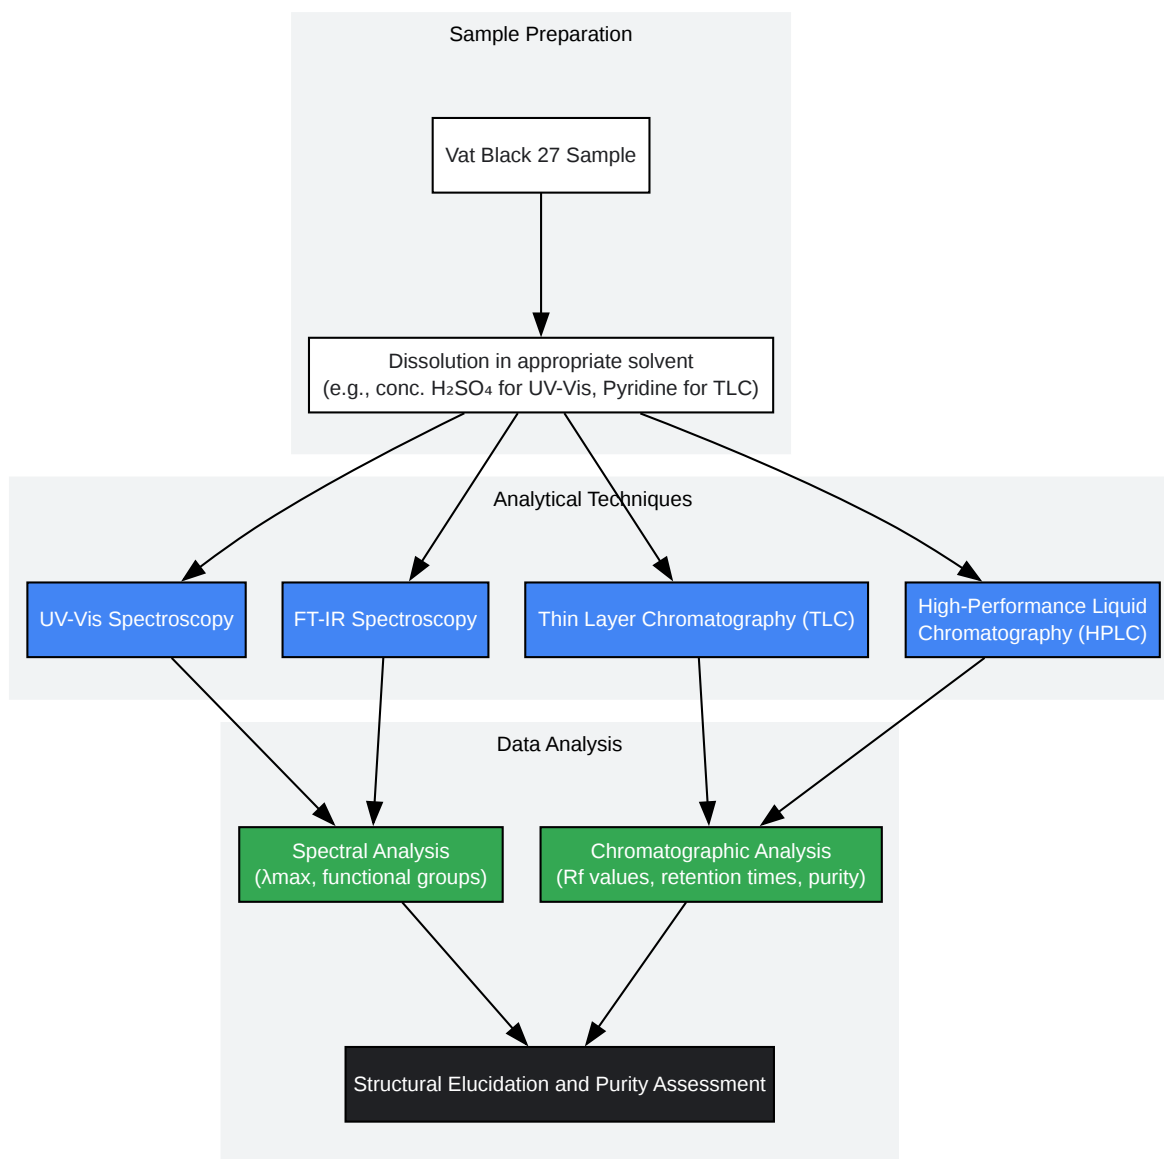 Sample Preparation
Vat Black 27 Sample
Dissolution in appropriate solvent
(e.g., conc. H₂SO₄ for UV-Vis, Pyridine for TLC)
Analytical Techniques
UV-Vis Spectroscopy
FT-IR Spectroscopy
Thin Layer Chromatography (TLC)
High-Performance Liquid
Chromatography (HPLC)
Data Analysis
Spectral Analysis
(λmax, functional groups)
Chromatographic Analysis
(Rf values, retention times, purity)
Structural Elucidation and Purity Assessment